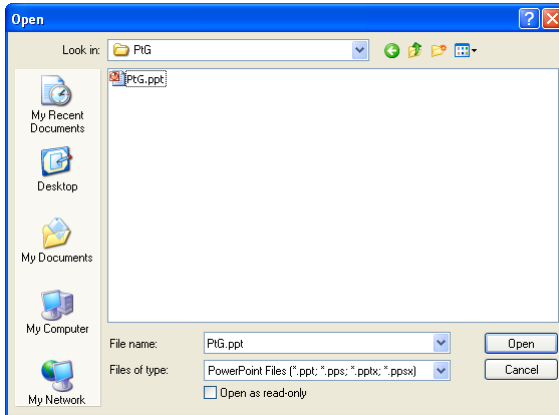 Open
Look in:
PtG
PtG.ppt
My Recent
Documents
Desktop
My Documents
My Computer
My Network
File name:
PtG.ppt
Open
Files of type:
PowerPoint Files (*.ppt; *.pps; *.pptx; *.ppsx)
Cancel
Open as read-only